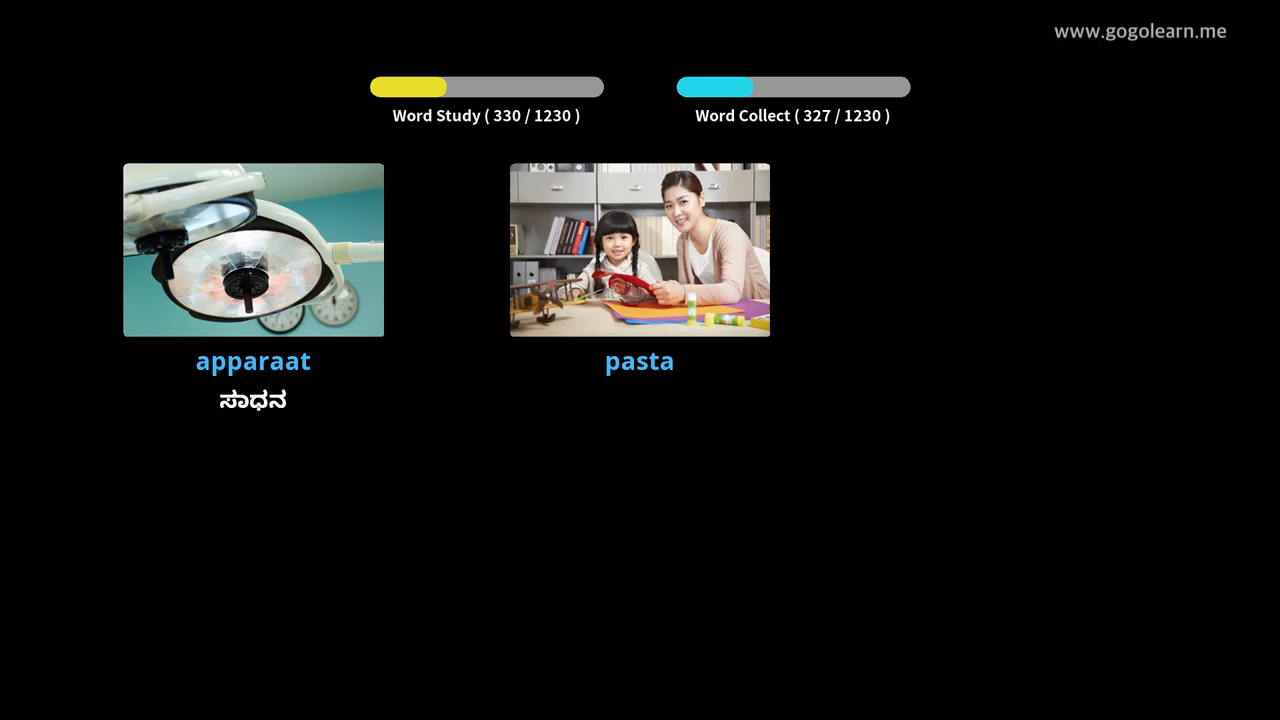 www.gogolearn.me
Word Study ( 330 / 1230 )
Word Collect ( 327 / 1230 )
apparaat
pasta
ಸಾಧನ